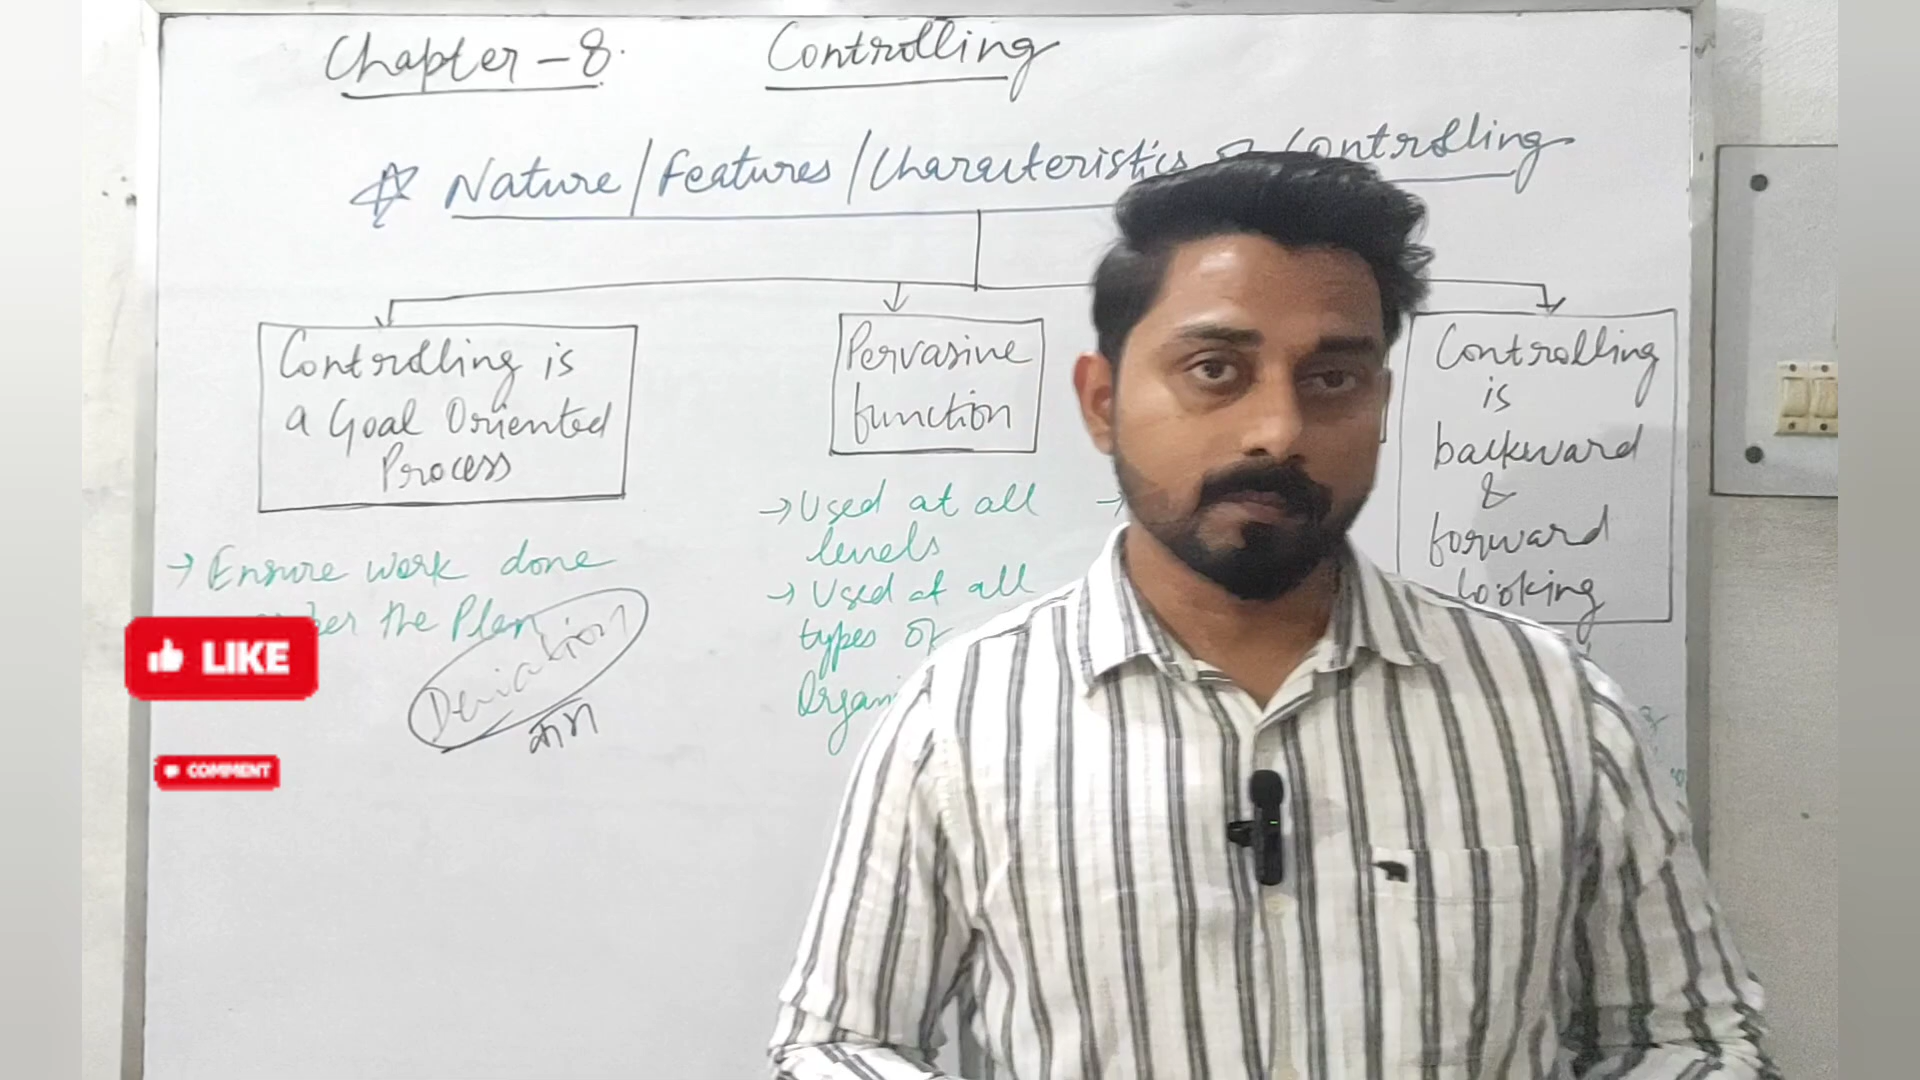 Chapter - 8. Controlling
Nature / Features / Characteristics Controlling
Controlling is
a Goal Oriented
Process
Pervasive
function
Controlling
is
backward
&
forward
looking
→ Ensure work done
the Plan
Deviation
→ Used at all
levels
→ Used at all
types of
LIKE
COMMENT